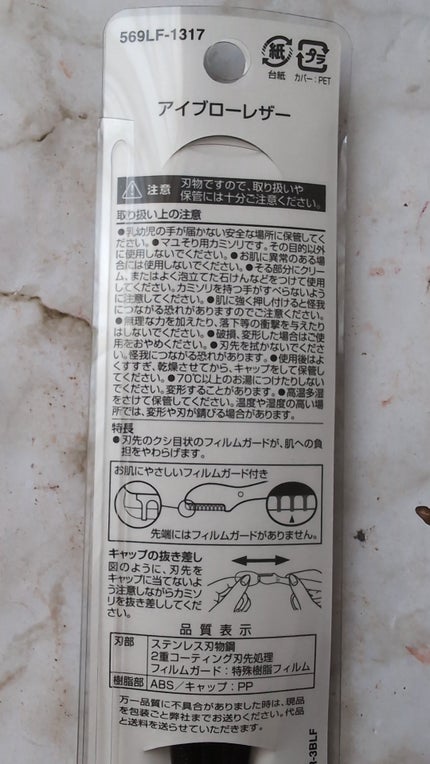 569LF-1317
紙
プラ
台紙
カバー:PET
アイブローレザー
注意
刃物ですので、取り扱いや
保管には十分ご注意ください。
取り扱い上の注意
●乳幼児の手が届かない安全な場所に保管してく
ださい。●マユそり用カミソリです。その目的以外
に使用しないでください。●お肌に異常のある場
合には使用しないでください。●そる部分にクリー
ム、またはよく泡立てた石けんなどをつけて使用
してください。カミソリを持つ手がすべらないよう
に注意してください。●肌に強く押し付けると怪我
につながる恐れがありますのでご注意ください。
●無理な力を加えたり、落下等の衝撃を与えたり
はしないでください。●破損、変形した場合はご使
用をおやめください。●刃先を拭かないでくださ
い。怪我につながる恐れがあります。●使用後はよ
くすすぎ、乾燥させてから、キャップをして保管し
てください。●70℃以上のお湯につけたりしない
でください。変形することがあります。●高温多湿
をさけて保管してください。温度や湿度の高い場
所では、変形や刃が錆びる場合があります。
特長
●刃先のクシ目状のフィルムガードが、肌への負
担をやわらげます。
お肌にやさしいフィルムガード付き
先端にはフィルムガードがありません。
キャップの抜き差し
図のように、刃先を
キャップに当てないよ
う注意しながらカミソ
リを抜き差ししてくださ
い。
品質表示
刃部
ステンレス刃物鋼
2重コーティング刃先処理
フィルムガード:特殊樹脂フィルム
樹脂部
ABS/キャップ:PP
万一品質に不具合がありました時は、現品
を包装ごと弊社までお送りください。代品
と送料を送らせていただきます。
-3BLF